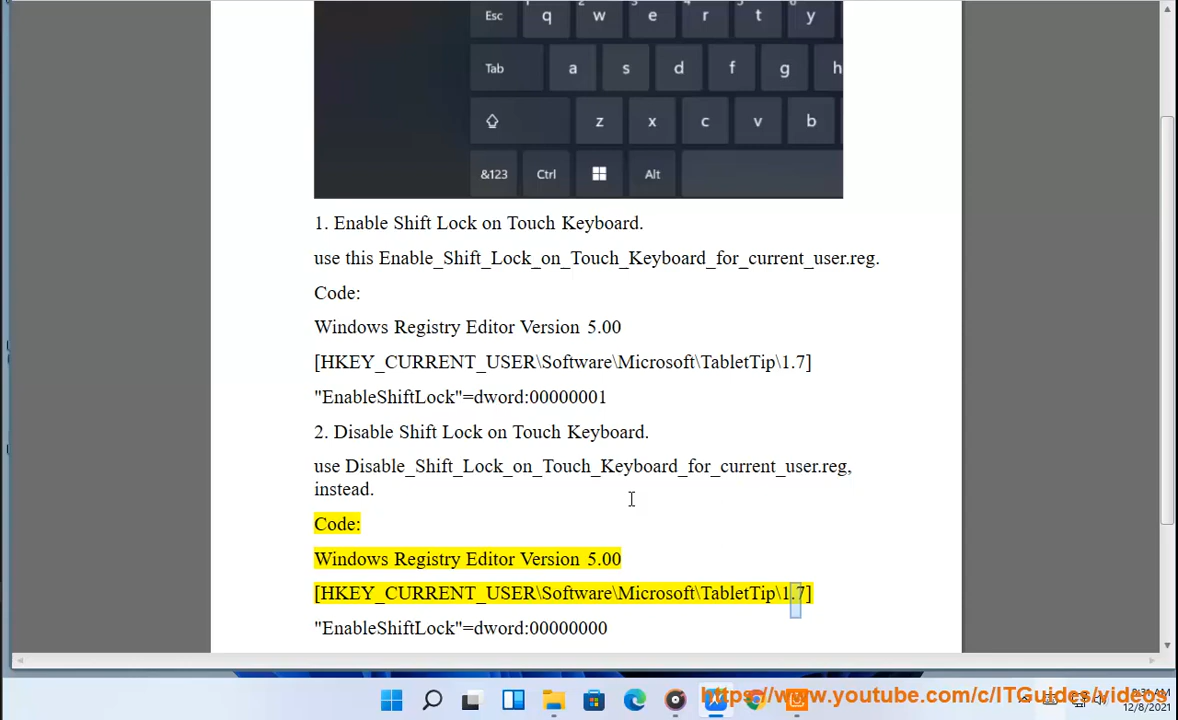 Esc q w e r t y
Tab a s d f g h
z x c v b
&123 Ctrl Alt
1. Enable Shift Lock on Touch Keyboard.
use this Enable_Shift_Lock_on_Touch_Keyboard_for_current_user.reg.
Code:
Windows Registry Editor Version 5.00
[HKEY_CURRENT_USER\Software\Microsoft\TabletTip\1.7]
"EnableShiftLock"=dword:00000001
2. Disable Shift Lock on Touch Keyboard.
use Disable_Shift_Lock_on_Touch_Keyboard_for_current_user.reg,
instead.
Code:
Windows Registry Editor Version 5.00
[HKEY_CURRENT_USER\Software\Microsoft\TabletTip\1.7]
"EnableShiftLock"=dword:00000000
https://www.youtube.com/c/ITGuides/videos
12/8/2021